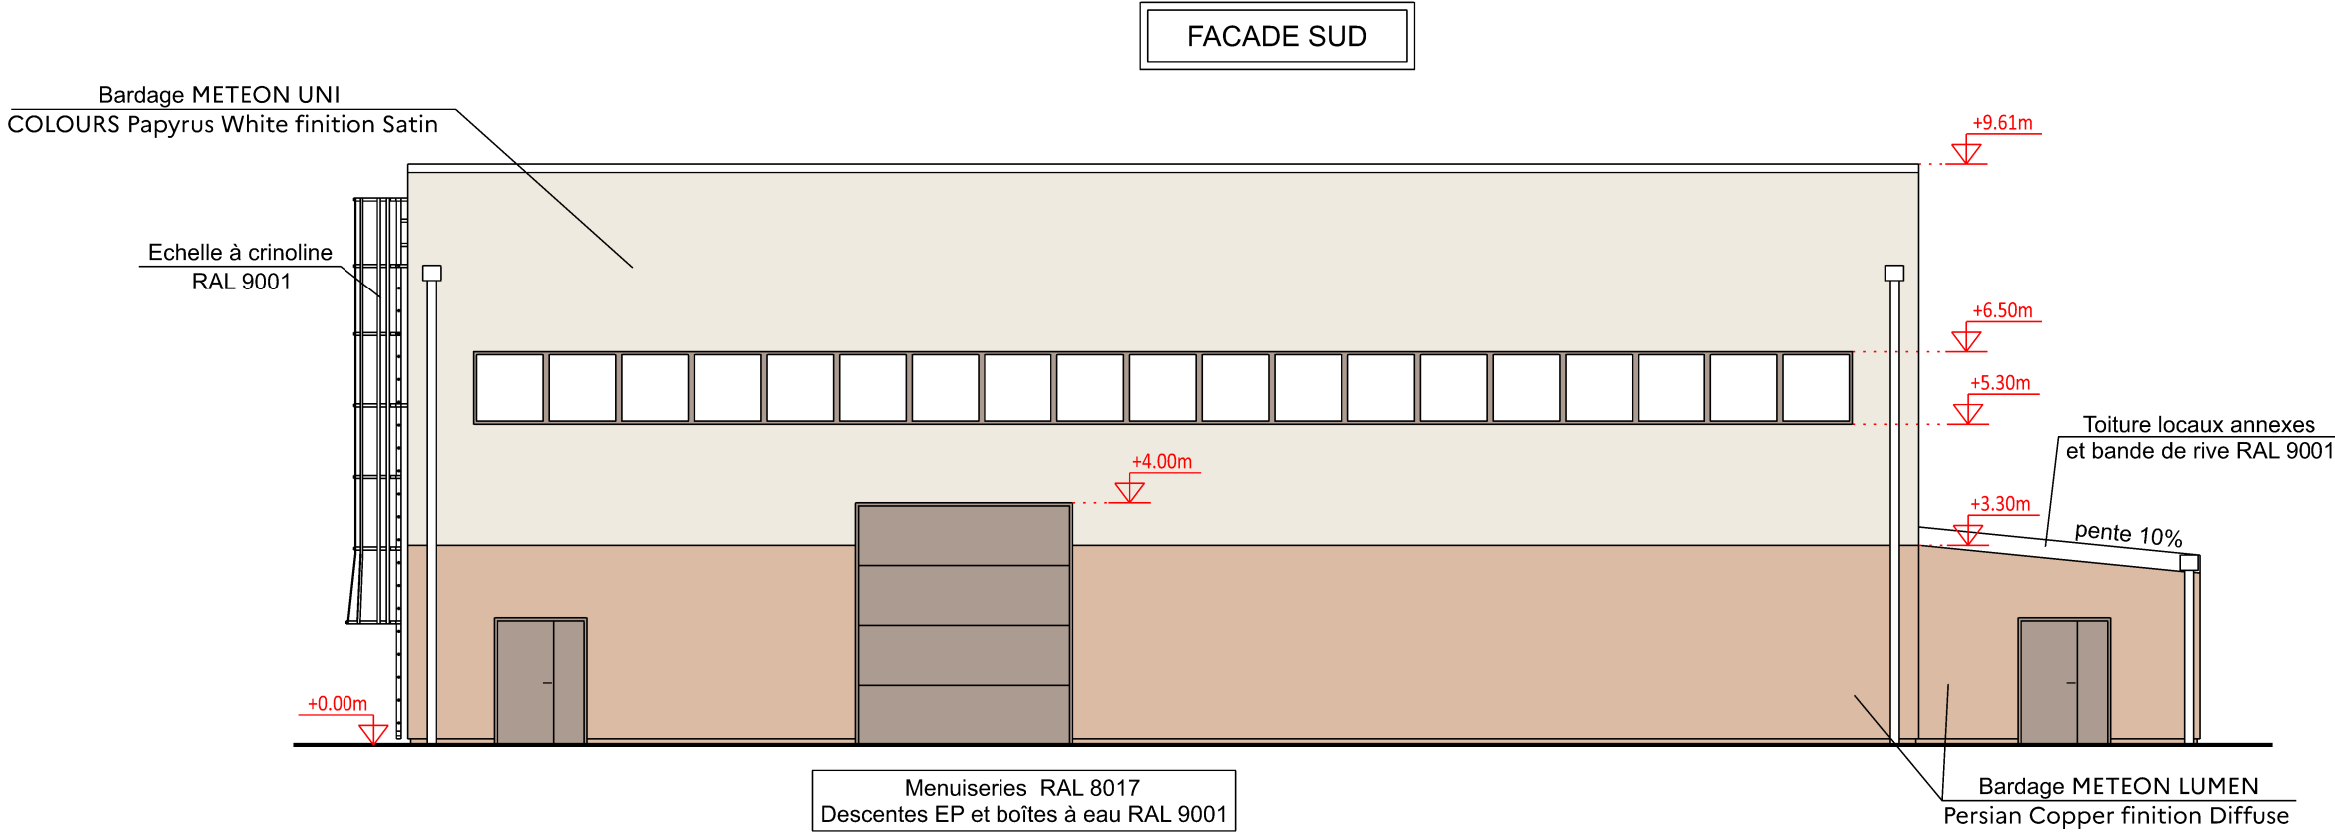 FACADE SUD
Bardage METEON UNI
COLOURS Papyrus White finition Satin
+9.61m
Echelle à crinoline
RAL 9001
+6.50m
+5.30m
Toiture locaux annexes
et bande de rive RAL 9001
+4.00m
+3.30m
pente 10%
+0.00m
Menuiseries RAL 8017
Descentes EP et boîtes à eau RAL 9001
Bardage METEON LUMEN
Persian Copper finition Diffuse